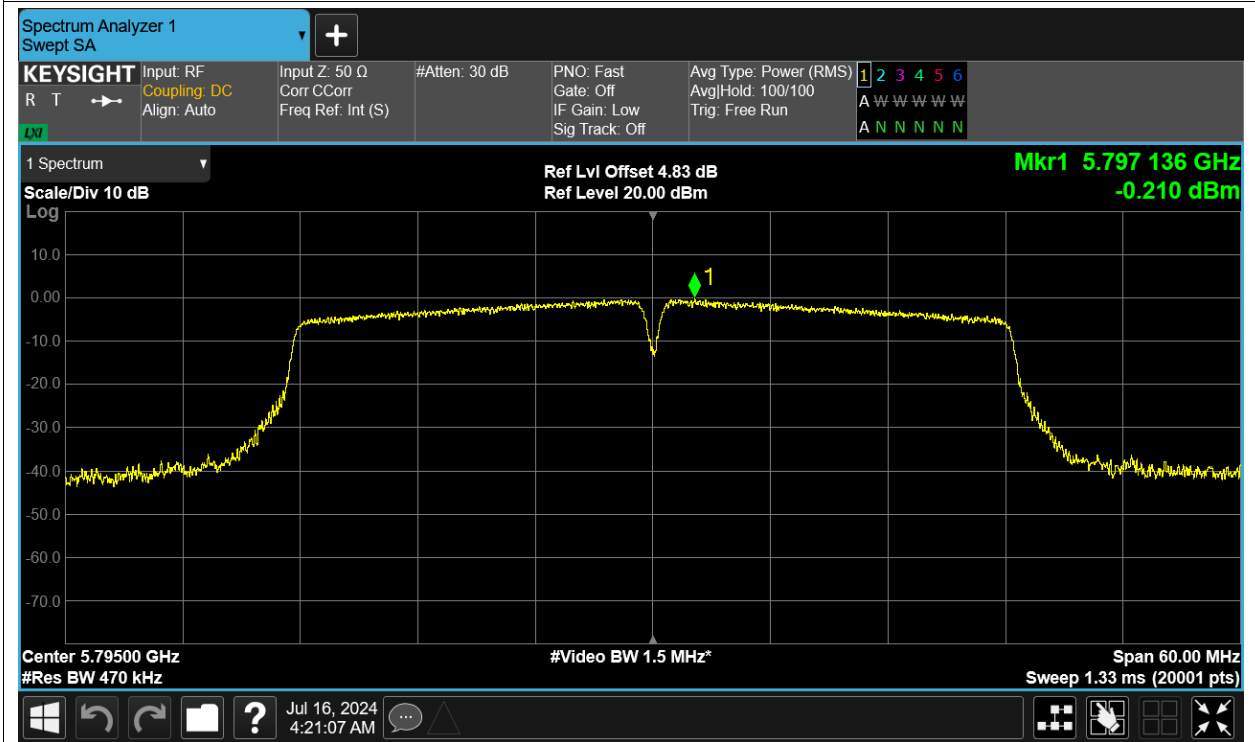 Spectrum Analyzer 1
Swept SA
+
KEYSIGHT
R T
LXI
Input: RF
Coupling: DC
Align: Auto
Input Z: 50 Ω
Corr CCorr
Freq Ref: Int (S)
#Atten: 30 dB
PNO: Fast
Gate: Off
IF Gain: Low
Sig Track: Off
Avg Type: Power (RMS)
Avg|Hold: 100/100
Trig: Free Run
1 2 3 4 5 6
A W W W W W
A N N N N N
1 Spectrum
Scale/Div 10 dB
Log
Ref Lvl Offset 4.83 dB
Ref Level 20.00 dBm
Mkr1 5.797 136 GHz
-0.210 dBm
10.0
0.00
-10.0
-20.0
-30.0
-40.0
-50.0
-60.0
-70.0
1
Center 5.79500 GHz
#Res BW 470 kHz
#Video BW 1.5 MHz*
Span 60.00 MHz
Sweep 1.33 ms (20001 pts)
?
Jul 16, 2024
4:21:07 AM